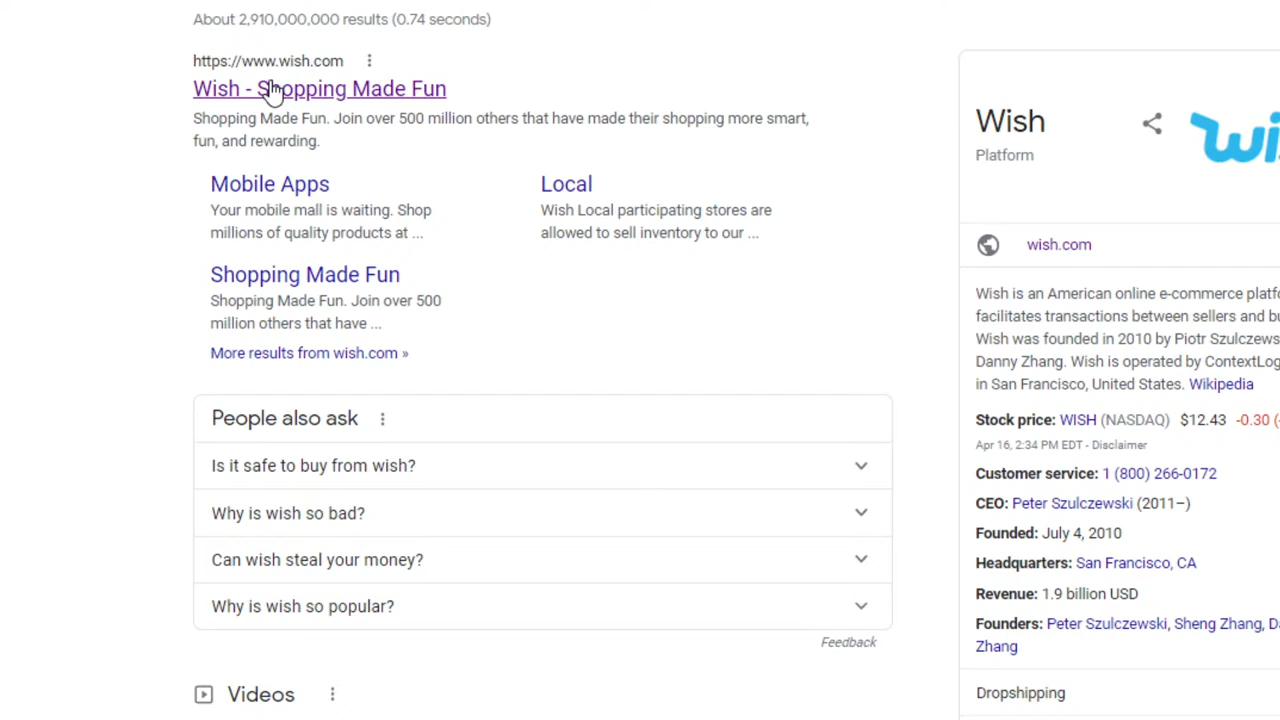 About 2,910,000,000 results (0.74 seconds)
https://www.wish.com
Wish - Shopping Made Fun
Shopping Made Fun. Join over 500 million others that have made their shopping more smart,
fun, and rewarding.
Mobile Apps
Your mobile mall is waiting. Shop
millions of quality products at ...
Local
Wish Local participating stores are
allowed to sell inventory to our ...
Shopping Made Fun
Shopping Made Fun. Join over 500
million others that have ...
More results from wish.com »
People also ask
Is it safe to buy from wish?
Why is wish so bad?
Can wish steal your money?
Why is wish so popular?
Feedback
Videos
Wish
Platform
wish.com
Wish is an American online e-commerce
facilitates transactions between sellers and
Wish was founded in 2010 by Piotr
Danny Zhang. Wish is operated by
in San Francisco, United States. Wikipedia
Stock price: WISH (NASDAQ) $12.43 -0.30
Apr 16, 2:34 PM EDT - Disclaimer
Customer service: 1 (800) 266-0172
CEO: Peter Szulczewski (2011–)
Founded: July 4, 2010
Headquarters: San Francisco, CA
Revenue: 1.9 billion USD
Founders: Peter Szulczewski, Sheng Zhang,
Zhang
Dropshipping